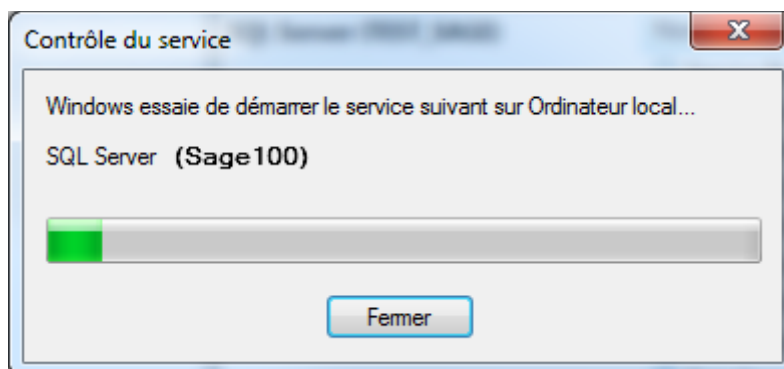 Contrôle du service
Windows essaie de démarrer le service suivant sur Ordinateur local...
SQL Server (Sage100)
Fermer